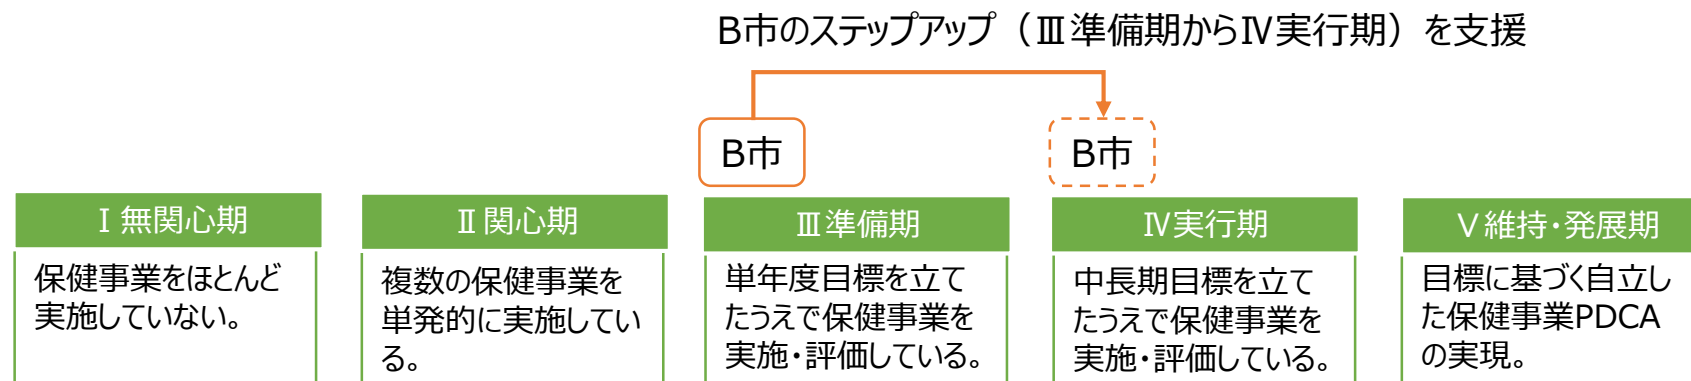 B市のステップアップ（Ⅲ準備期からⅣ実行期）を支援
B市
B市
Ⅰ無関心期
保健事業をほとんど
実施していない。
Ⅱ関心期
複数の保健事業を
単発的に実施してい
る。
Ⅲ準備期
単年度目標を立て
たうえで保健事業を
実施・評価している。
Ⅳ実行期
中長期目標を立て
たうえで保健事業を
実施・評価している。
Ⅴ維持・発展期
目標に基づく自立し
た保健事業PDCA
の実現。